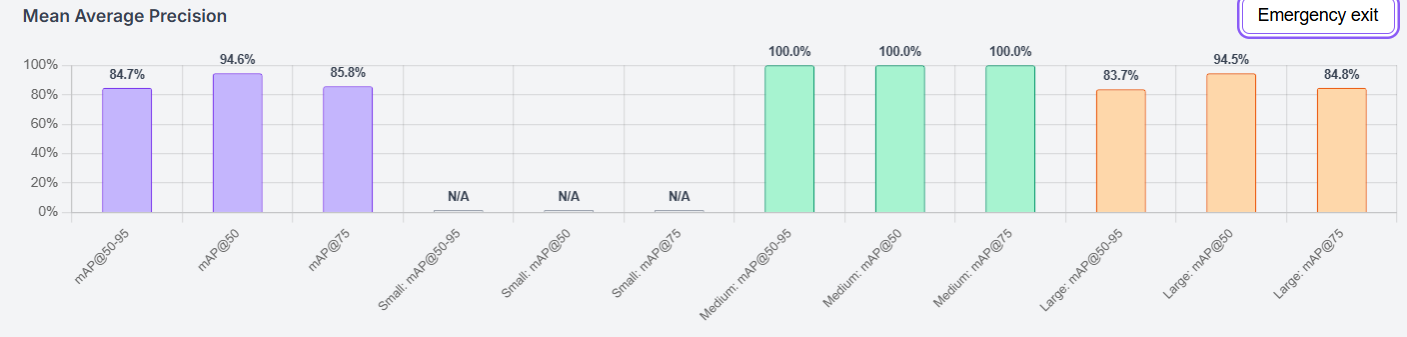 Mean Average Precision
Emergency exit
100%
80%
60%
40%
20%
0%
84.7%
94.6%
85.8%
N/A
N/A
N/A
100.0%
100.0%
100.0%
83.7%
94.5%
84.8%
mAP@50-95
mAP@50
mAP@75
Small: mAP@50-95
Small: mAP@50
Small: mAP@75
Medium: mAP@50-95
Medium: mAP@50
Medium: mAP@75
Large: mAP@50-95
Large: mAP@50
Large: mAP@75